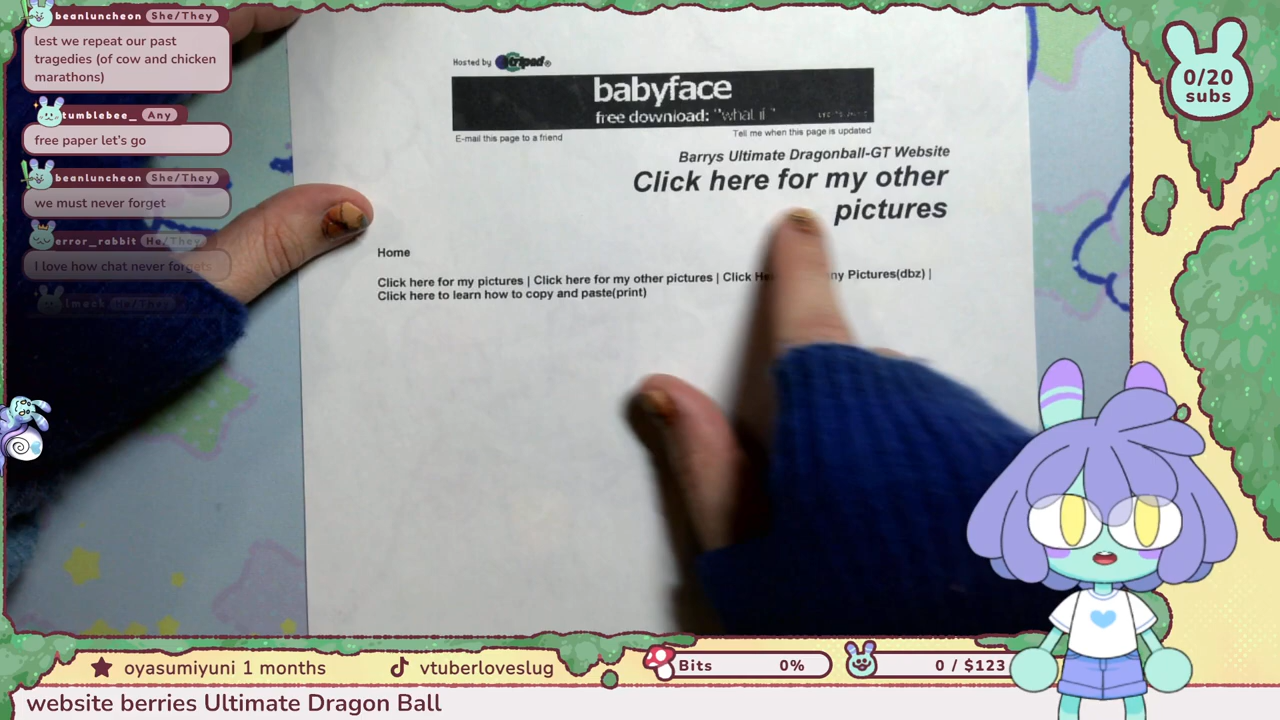 beanluncheon She/They
lest we repeat our past
tragedies (of cow and chicken
marathons)
tumblebee_ Any
free paper let's go
beanluncheon She/They
we must never forget
error_rabbit He/They
I love how chat never forgets
lmeck He/They
Hosted by tripod®
babyface
free download: "what if"
E-mail this page to a friend
Tell me when this page is updated
Barrys Ultimate Dragonball-GT Website
Click here for my other
pictures
Home
Click here for my pictures | Click here for my other pictures | Click ny Pictures(dbz) |
Click here to learn how to copy and paste(print)
0/20
subs
oyasumiyuni 1 months
vtuberloveslug
Bits 0%
0 / $123
website berries Ultimate Dragon Ball